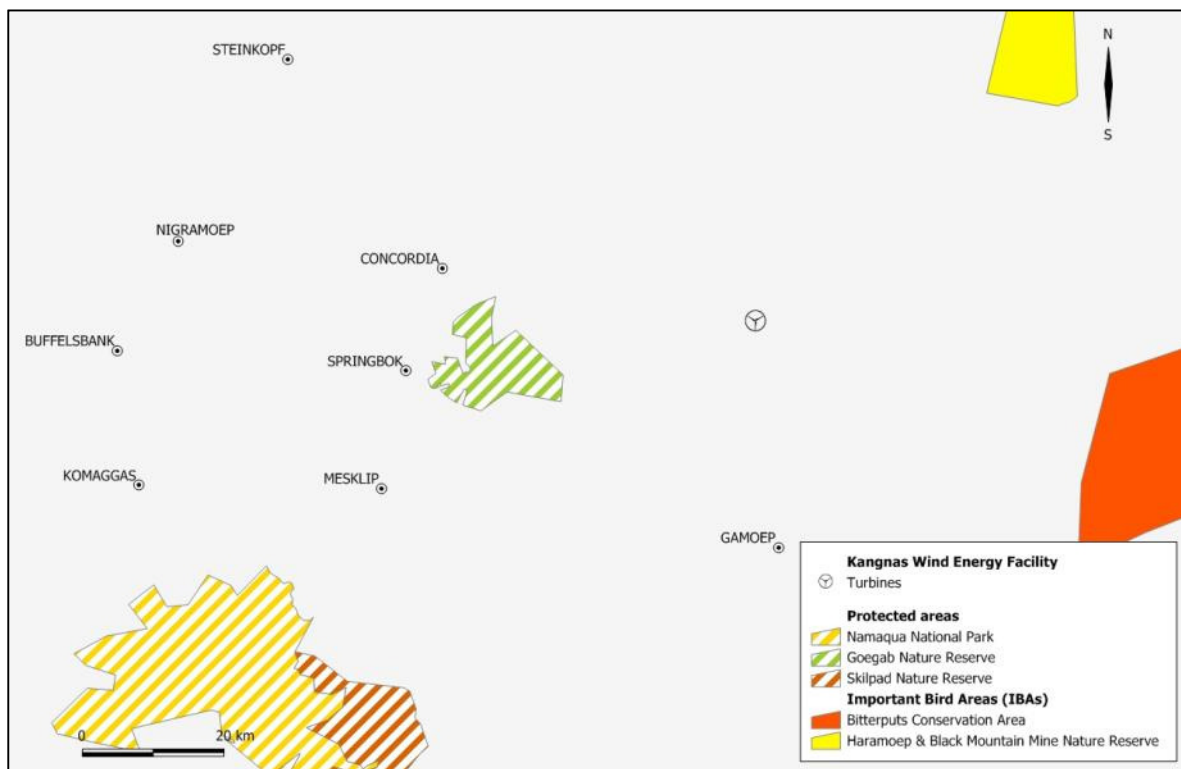 STEINKOPF
N
S
NIGRAMOEP
CONCORDIA
BUFFELSBANK
SPRINGBOK
KOMAGGAS
MESKLIP
GAMOEP
Kangnas Wind Energy Facility
Turbines
Protected areas
Namaqua National Park
Goegab Nature Reserve
Skilpad Nature Reserve
Important Bird Areas (IBAs)
Bitterputs Conservation Area
Haramoep & Black Mountain Mine Nature Reserve
0 20 km